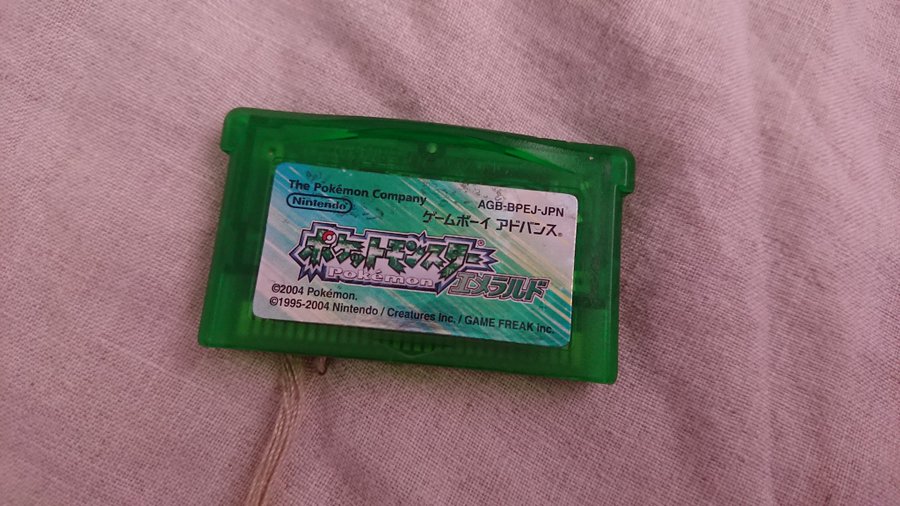 The Pokémon Company
Nintendo
AGB-BPEJ-JPN
ゲームボーイ アドバンス®
ポケットモンスター®
Pokémon
エメラルド
©2004 Pokémon.
©1995-2004 Nintendo / Creatures inc. / GAME FREAK inc.